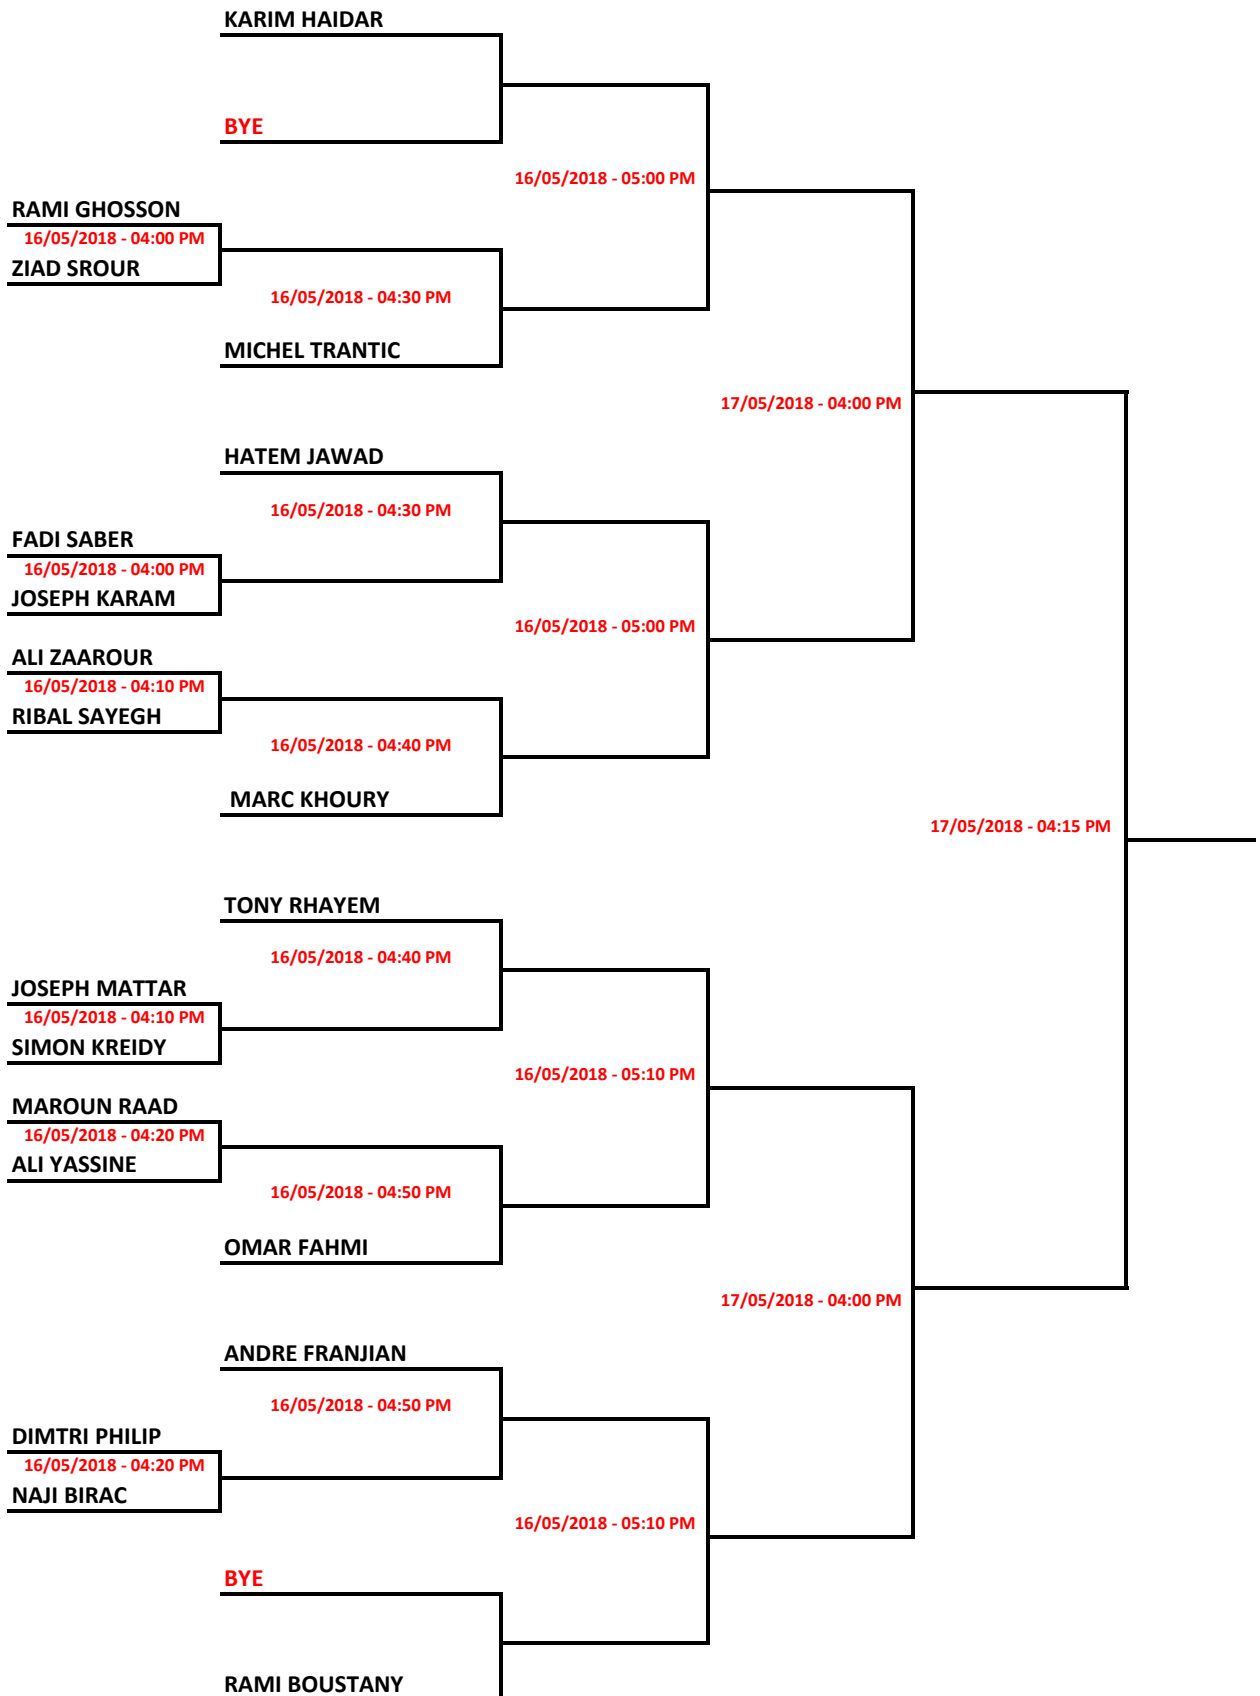 KARIM HAIDAR
BYE
16/05/2018 - 05:00 PM
RAMI GHOSSON
16/05/2018 - 04:00 PM
ZIAD SROUR
16/05/2018 - 04:30 PM
MICHEL TRANTIC
17/05/2018 - 04:00 PM
HATEM JAWAD
16/05/2018 - 04:30 PM
FADI SABER
16/05/2018 - 04:00 PM
JOSEPH KARAM
16/05/2018 - 05:00 PM
ALI ZAAROUR
16/05/2018 - 04:10 PM
RIBAL SAYEGH
16/05/2018 - 04:40 PM
MARC KHOURY
17/05/2018 - 04:15 PM
TONY RHAYEM
16/05/2018 - 04:40 PM
JOSEPH MATTAR
16/05/2018 - 04:10 PM
SIMON KREIDY
16/05/2018 - 05:10 PM
MAROUN RAAD
16/05/2018 - 04:20 PM
ALI YASSINE
16/05/2018 - 04:50 PM
OMAR FAHMI
17/05/2018 - 04:00 PM
ANDRE FRANJIAN
16/05/2018 - 04:50 PM
DIMTRI PHILIP
16/05/2018 - 04:20 PM
NAJI BIRAC
16/05/2018 - 05:10 PM
BYE
RAMI BOUSTANY